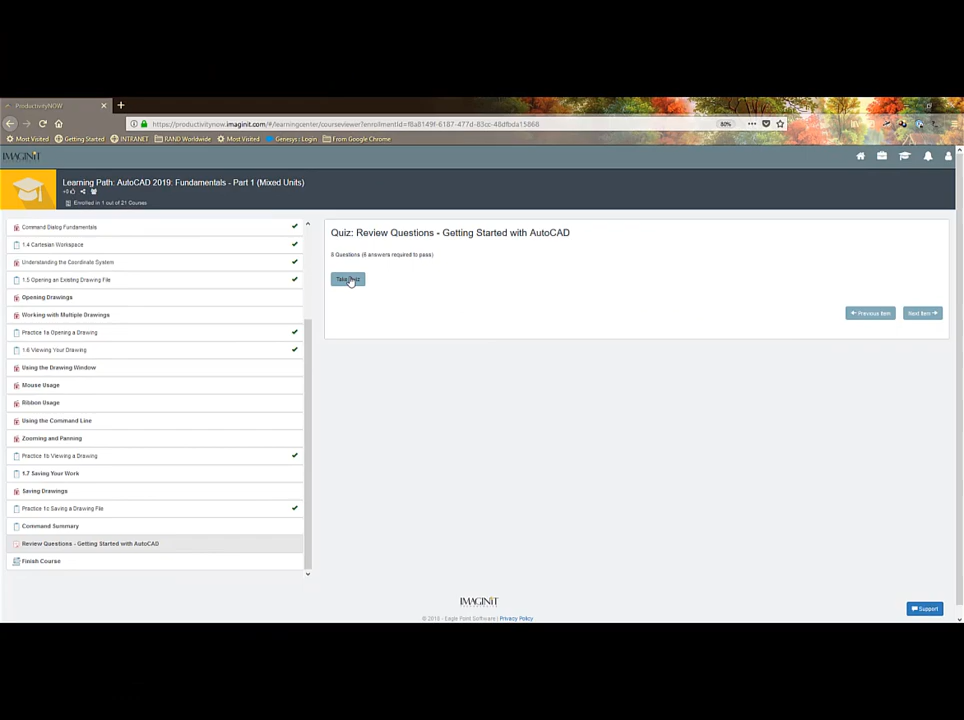 ProductivityNOW
https://productivitynow.imaginit.com/#/learningcenter/courseviewer?enrollmentId=f8a8149f-6187-477d-83cc-46dfbda15868
80%
Most Visited
Getting Started
INTRANET
RAND Worldwide
Most Visited
Genesys | Login
From Google Chrome
IMAGINiT
Learning Path: AutoCAD 2019: Fundamentals - Part 1 (Mixed Units)
+0
Enrolled in 1 out of 21 Courses
Command Dialog Fundamentals
1.4 Cartesian Workspace
Understanding the Coordinate System
1.5 Opening an Existing Drawing File
Opening Drawings
Working with Multiple Drawings
Practice 1a Opening a Drawing
1.6 Viewing Your Drawing
Using the Drawing Window
Mouse Usage
Ribbon Usage
Using the Command Line
Zooming and Panning
Practice 1b Viewing a Drawing
1.7 Saving Your Work
Saving Drawings
Practice 1c Saving a Drawing File
Command Summary
Review Questions - Getting Started with AutoCAD
Finish Course
Quiz: Review Questions - Getting Started with AutoCAD
8 Questions (6 answers required to pass)
Take Quiz
Previous Item
Next Item
IMAGINiT
© 2018 - Eagle Point Software | Privacy Policy
Support